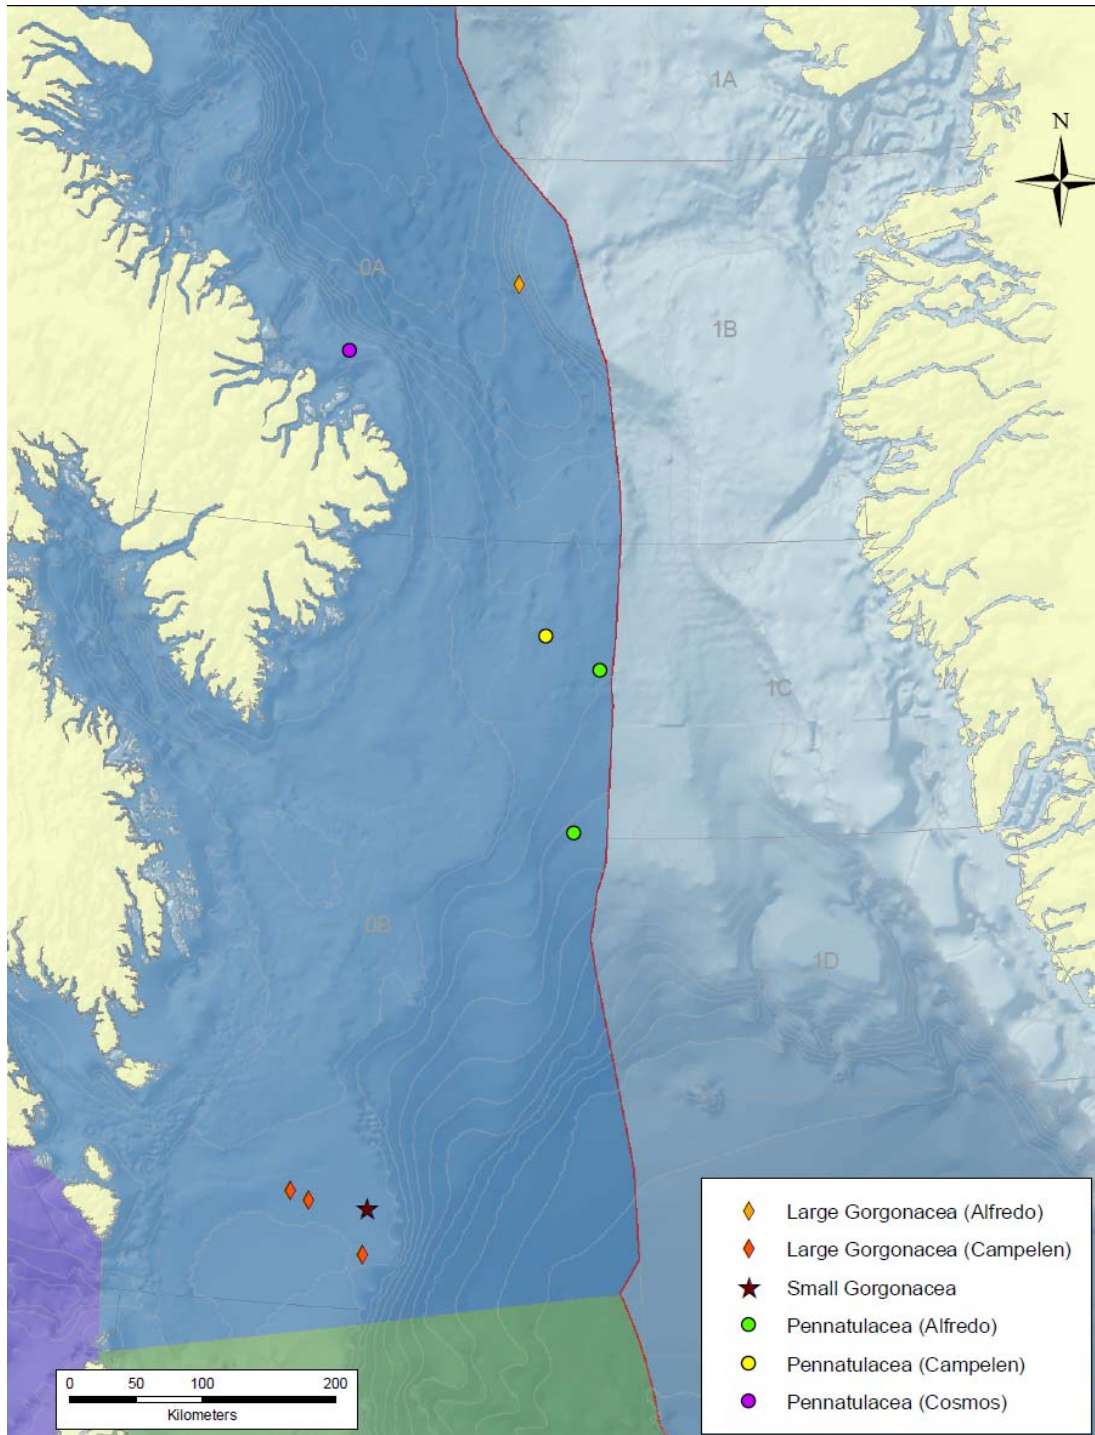 1A
N
0A
1B
1C
0B
1D
Large Gorgonacea (Alfredo)
Large Gorgonacea (Campelen)
Small Gorgonacea
Pennatulacea (Alfredo)
Pennatulacea (Campelen)
Pennatulacea (Cosmos)
0 50 100 200
Kilometers